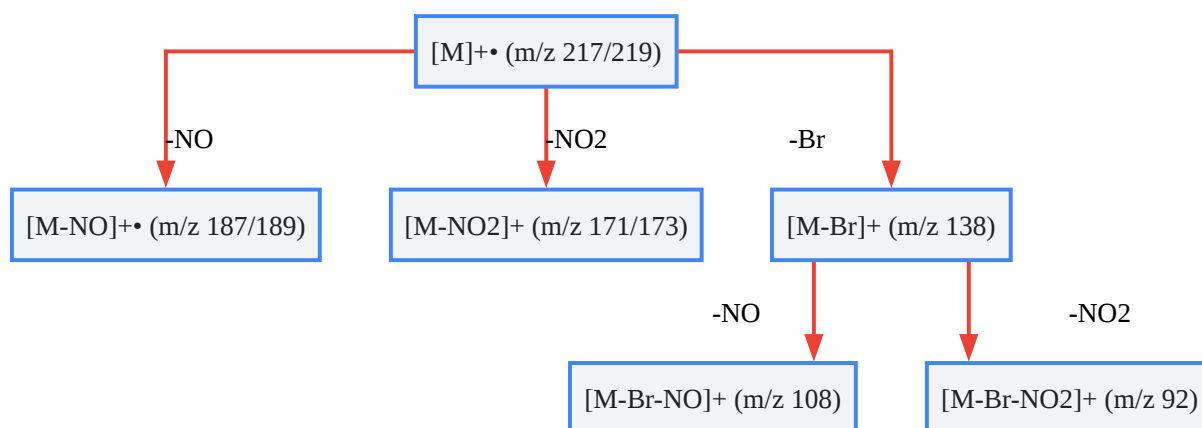 [M]+• (m/z 217/219)
-NO
-NO2
-Br
[M-NO]+• (m/z 187/189)
[M-NO2]+ (m/z 171/173)
[M-Br]+ (m/z 138)
-NO
-NO2
[M-Br-NO]+ (m/z 108)
[M-Br-NO2]+ (m/z 92)